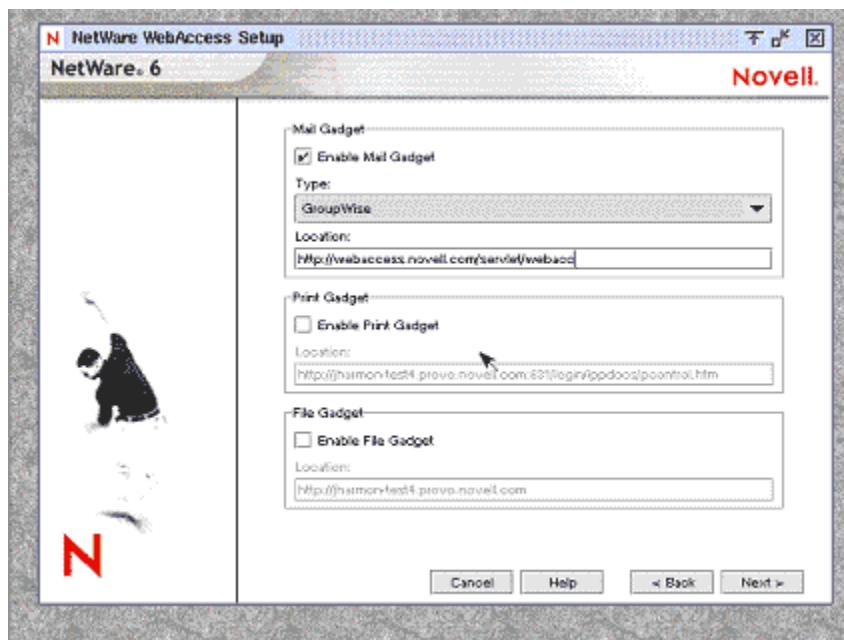 N NetWare WebAccess Setup
NetWare. 6
Novell.
Mail Gadget
Enable Mail Gadget
Type:
GroupWise
Location:
http://webaccess.novell.com/servlet/webacc
Print Gadget
Enable Print Gadget
Location:
http://jharmon-test4.provo.novell.com:631/login/ippdocs/pcontrol.htm
File Gadget
Enable File Gadget
Location:
http://jharmon-test4.provo.novell.com
N
Cancel Help < Back Next >